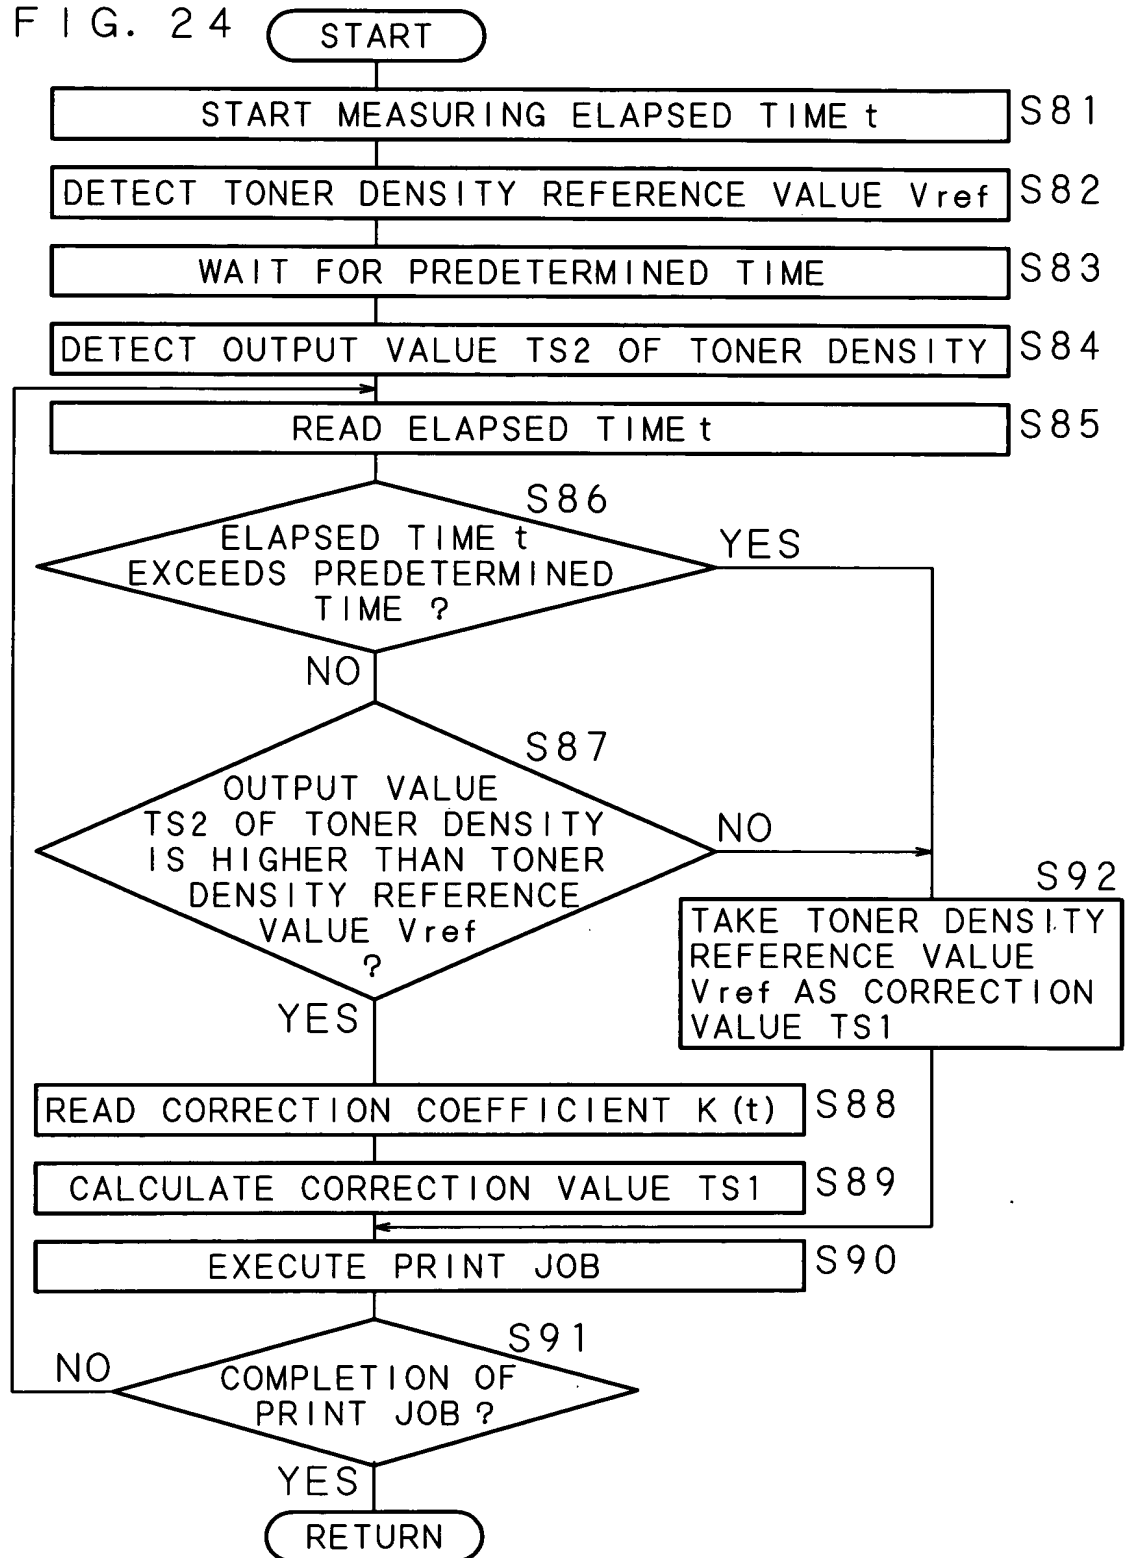 FIG. 24
START
START MEASURING ELAPSED TIME t
S81
DETECT TONER DENSITY REFERENCE VALUE Vref
S82
WAIT FOR PREDETERMINED TIME
S83
DETECT OUTPUT VALUE TS2 OF TONER DENSITY
S84
READ ELAPSED TIME t
S85
S86
ELAPSED TIME t
EXCEEDS PREDETERMINED
TIME ?
YES
NO
S87
OUTPUT VALUE
TS2 OF TONER DENSITY
IS HIGHER THAN TONER
DENSITY REFERENCE
VALUE Vref
?
NO
YES
S92
TAKE TONER DENSITY
REFERENCE VALUE
Vref AS CORRECTION
VALUE TS1
READ CORRECTION COEFFICIENT K(t)
S88
CALCULATE CORRECTION VALUE TS1
S89
EXECUTE PRINT JOB
S90
S91
COMPLETION OF
PRINT JOB ?
NO
YES
RETURN